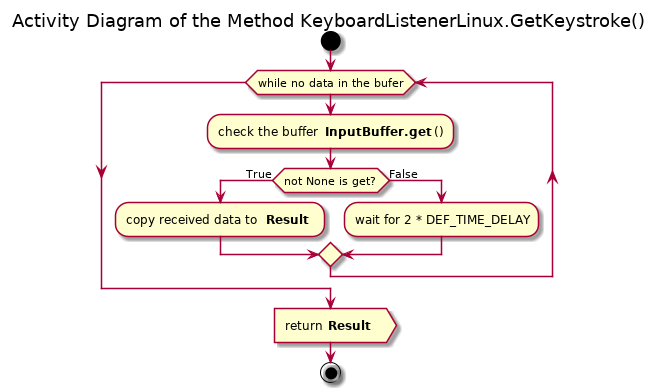 Activity Diagram of the Method KeyboardListenerLinux.GetKeystroke()
while no data in the bufer
check the buffer InputBuffer.get()
True
not None is get?
False
copy received data to Result
wait for 2 * DEF_TIME_DELAY
return Result